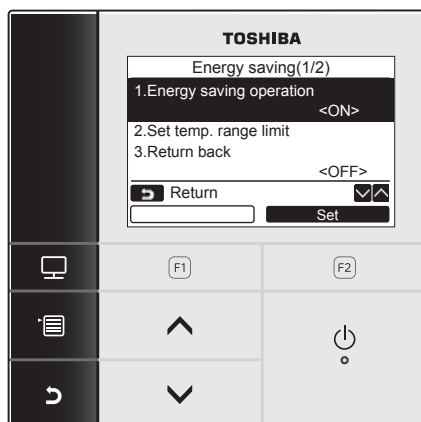 TOSHIBA
Energy saving(1/2)
1.Energy saving operation
<ON>
2.Set temp. range limit
3.Return back
<OFF>
Return
Set
F1
F2